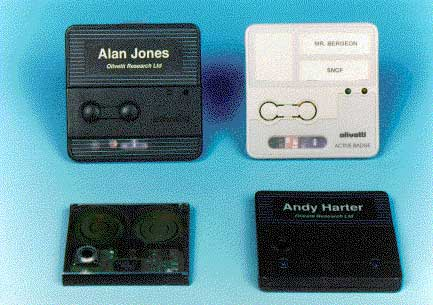 Alan Jones
Olivetti Research Ltd
MR. BERGEON
SNCF
olivetti
ACTIVE BADGE
Andy Harter
Olivetti Research Ltd